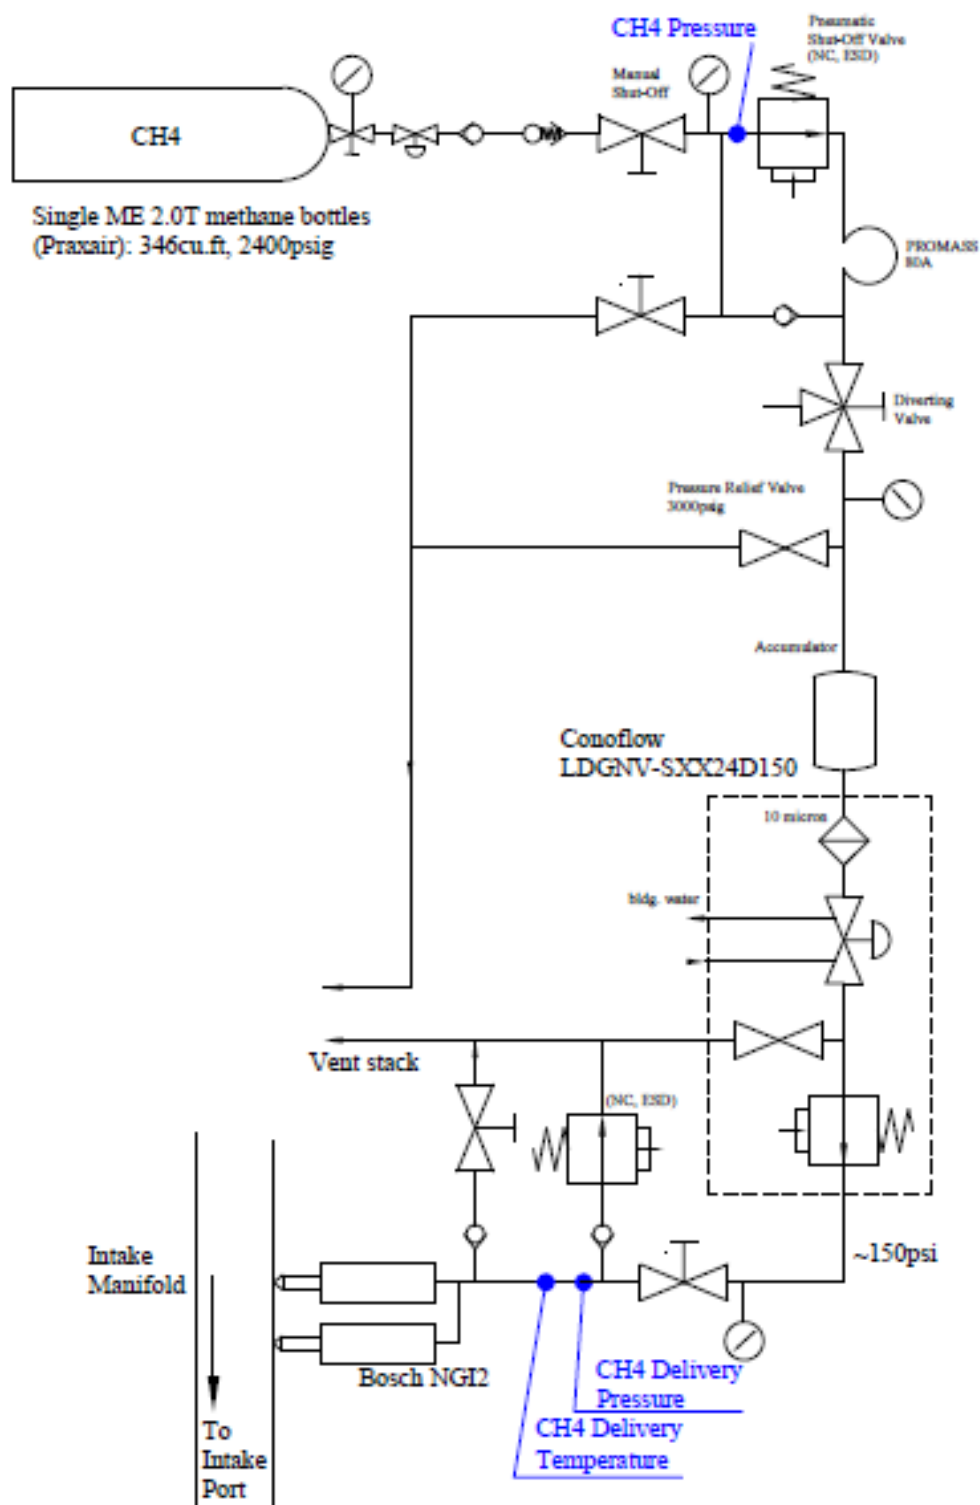 CH4 Pressure
Pneumatic
Shut-Off Valve
(NC, ESD)
Manual
Shut-Off
CH4
Single ME 2.0T methane bottles
(Praxair): 346cu.ft, 2400psig
PROMASS
80A
Diverting
Valve
Pressure Relief Valve
3000psig
Accumulator
Conoflow
LDGNV-SXX24D150
10 micron
bldg. water
Vent stack
(NC, ESD)
~150psi
Intake
Manifold
Bosch NGI2
CH4 Delivery
Pressure
CH4 Delivery
Temperature
To
Intake
Port